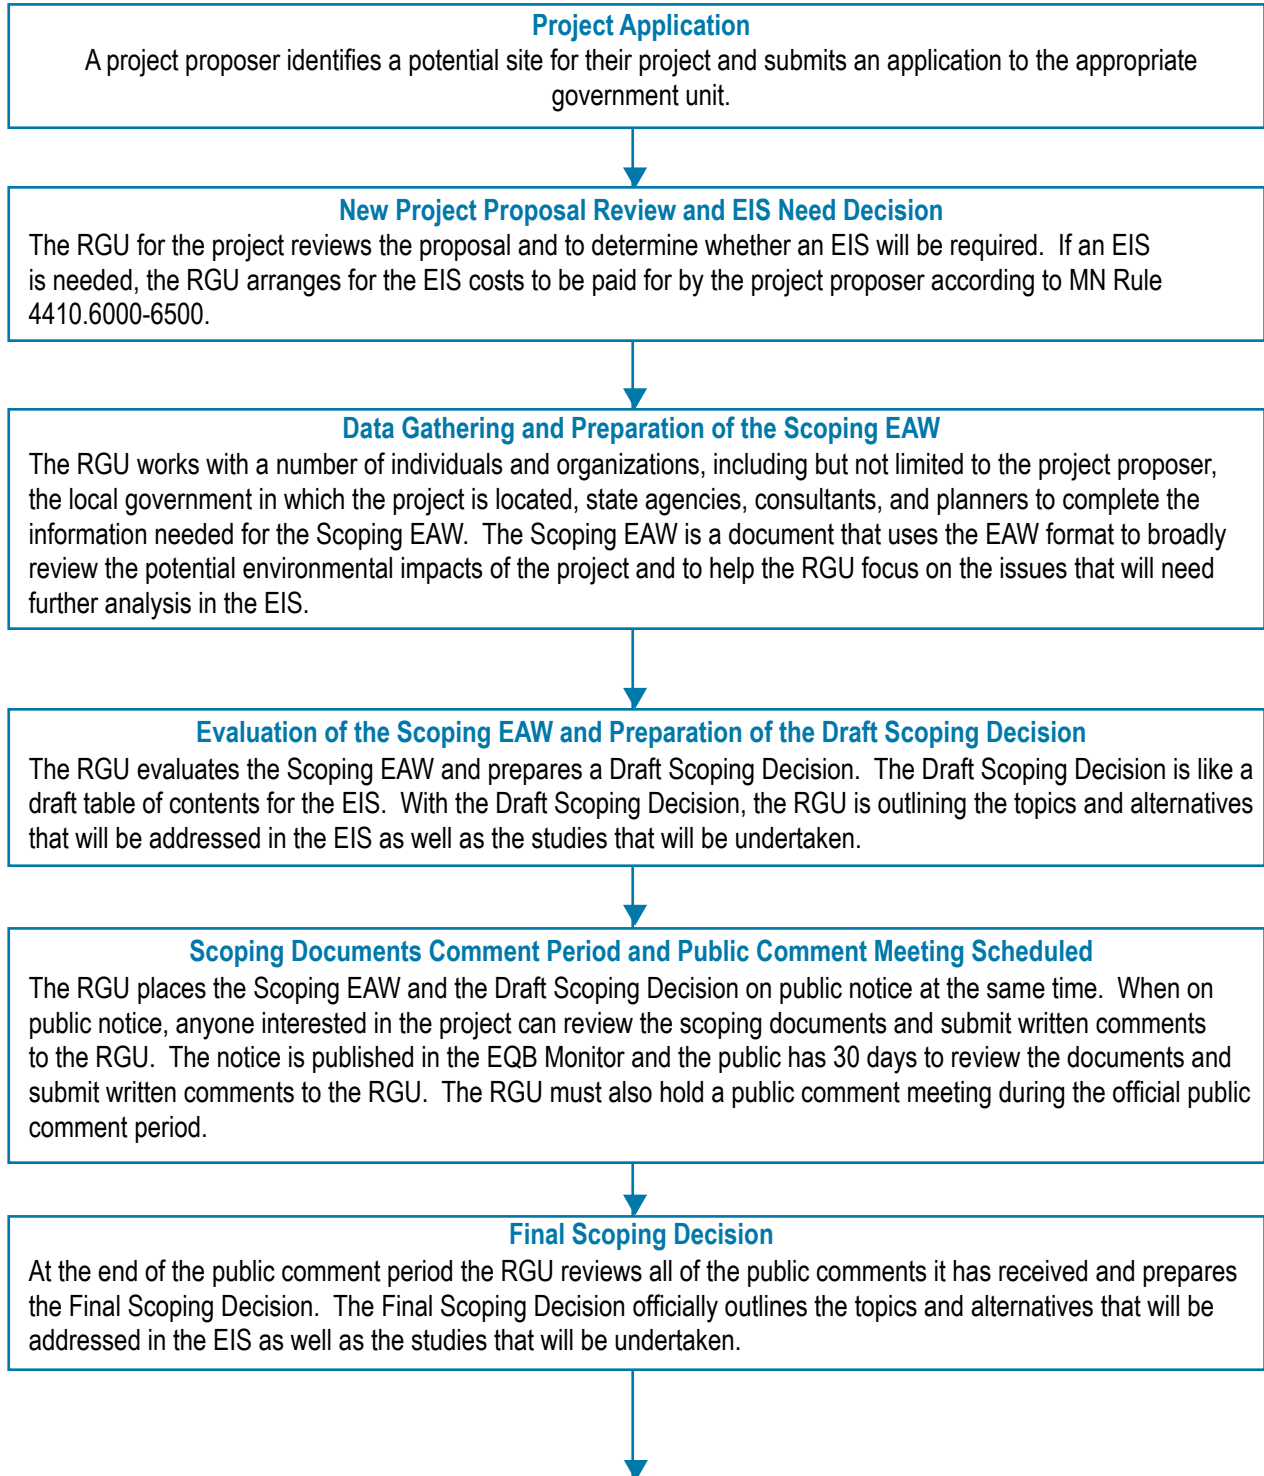 Project Application
A project proposer identifies a potential site for their project and submits an application to the appropriate
government unit.
New Project Proposal Review and EIS Need Decision
The RGU for the project reviews the proposal and to determine whether an EIS will be required.  If an EIS
is needed, the RGU arranges for the EIS costs to be paid for by the project proposer according to MN Rule
4410.6000-6500.
Data Gathering and Preparation of the Scoping EAW
The RGU works with a number of individuals and organizations, including but not limited to the project proposer,
the local government in which the project is located, state agencies, consultants, and planners to complete the
information needed for the Scoping EAW.  The Scoping EAW is a document that uses the EAW format to broadly
review the potential environmental impacts of the project and to help the RGU focus on the issues that will need
further analysis in the EIS.
Evaluation of the Scoping EAW and Preparation of the Draft Scoping Decision
The RGU evaluates the Scoping EAW and prepares a Draft Scoping Decision.  The Draft Scoping Decision is like a
draft table of contents for the EIS.  With the Draft Scoping Decision, the RGU is outlining the topics and alternatives
that will be addressed in the EIS as well as the studies that will be undertaken.
Scoping Documents Comment Period and Public Comment Meeting Scheduled
The RGU places the Scoping EAW and the Draft Scoping Decision on public notice at the same time.  When on
public notice, anyone interested in the project can review the scoping documents and submit written comments
to the RGU.  The notice is published in the EQB Monitor and the public has 30 days to review the documents and
submit written comments to the RGU.  The RGU must also hold a public comment meeting during the official public
comment period.
Final Scoping Decision
At the end of the public comment period the RGU reviews all of the public comments it has received and prepares
the Final Scoping Decision.  The Final Scoping Decision officially outlines the topics and alternatives that will be
addressed in the EIS as well as the studies that will be undertaken.